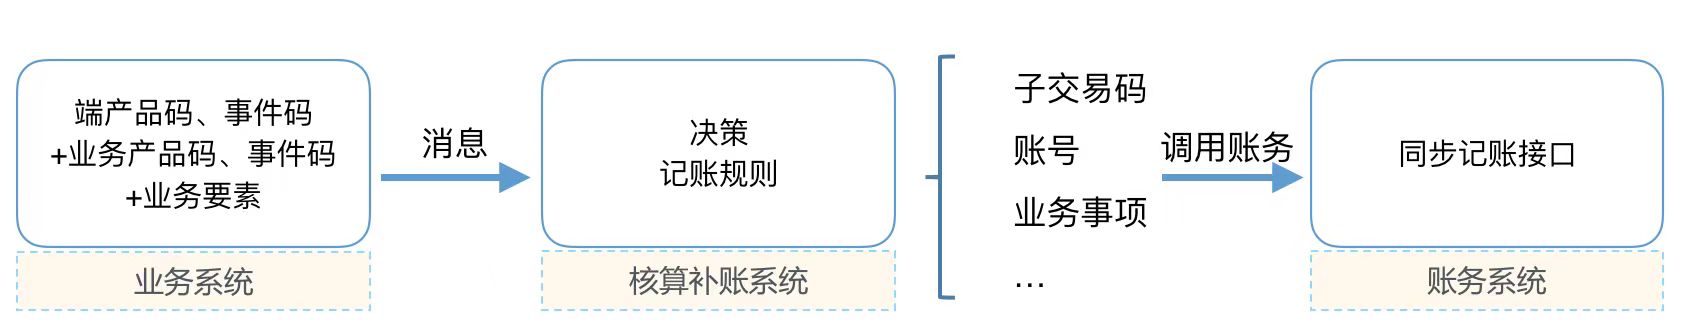 端产品码、事件码
+业务产品码、事件码
+业务要素
业务系统
消息
决策
记账规则
核算补账系统
子交易码
账号
业务事项
...
调用账务
同步记账接口
账务系统